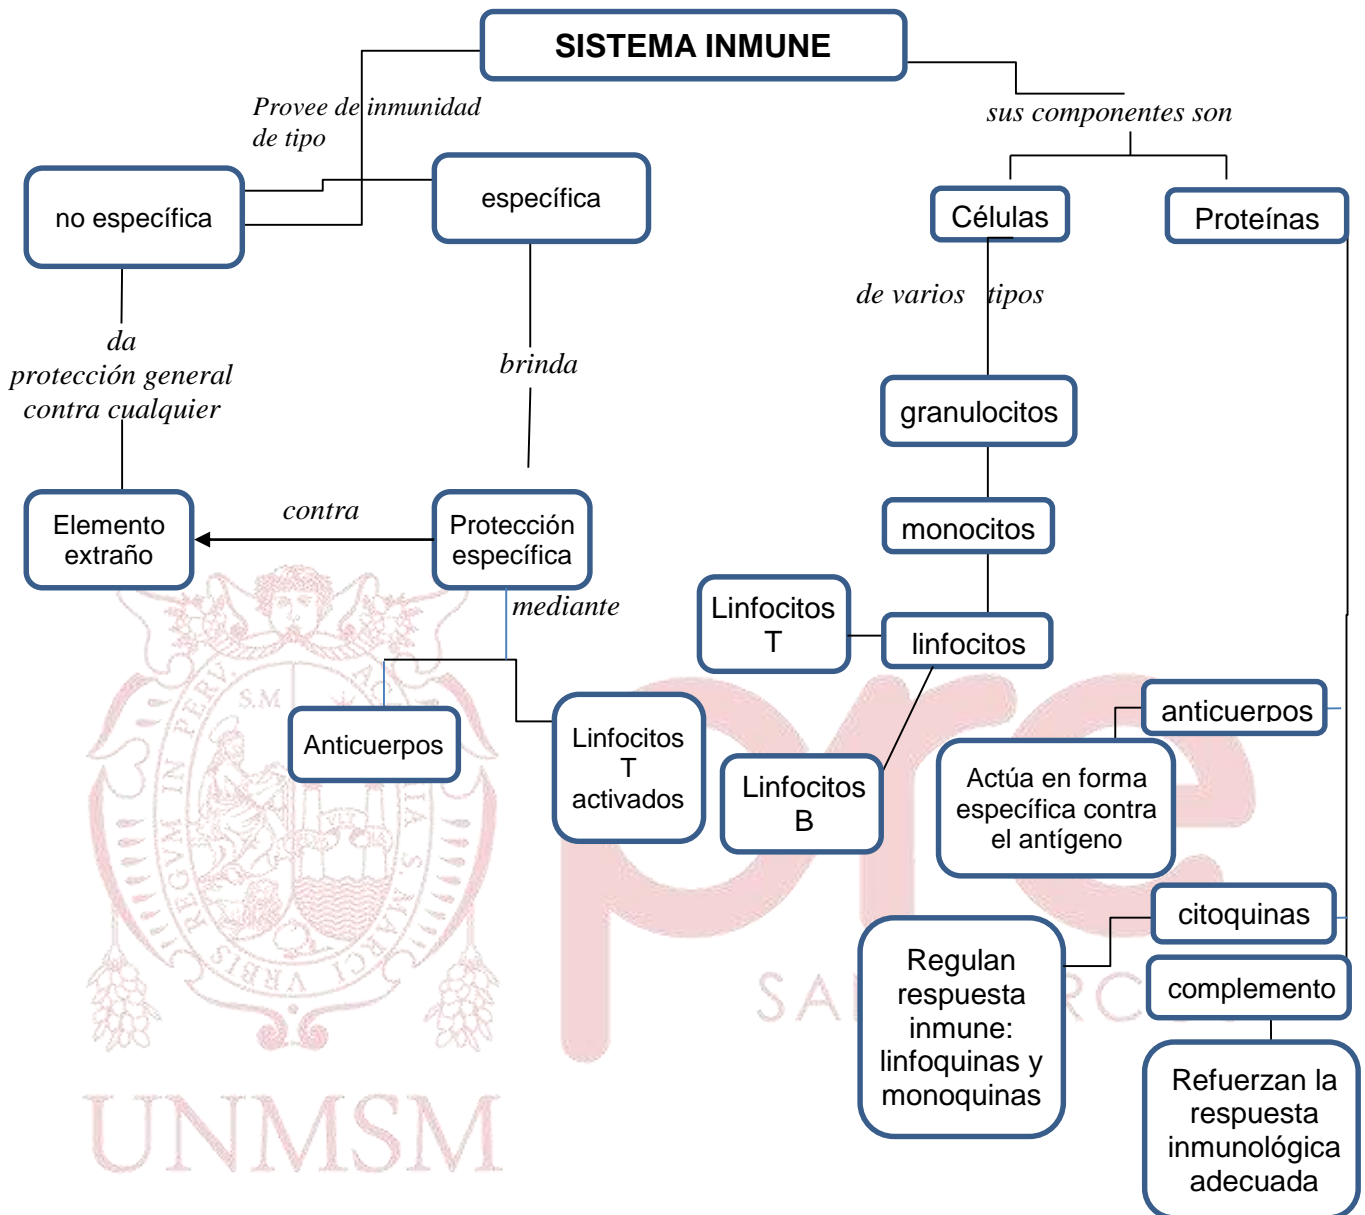 SISTEMA INMUNE
Provee de inmunidad
de tipo
sus componentes son
no específica
específica
Células
Proteínas
da
protección general
contra cualquier
brinda
de varios tipos
granulocitos
Elemento
extraño
contra
Protección
específica
monocitos
mediante
Linfocitos
T
linfocitos
Anticuerpos
Linfocitos
T
activados
Linfocitos
B
anticuerpos
Actúa en forma
específica contra
el antígeno
citoquinas
Regulan
respuesta
inmune:
linfoquinas y
monoquinas
complemento
Refuerzan la
respuesta
inmunológica
adecuada
S.M
pre
UNMSM